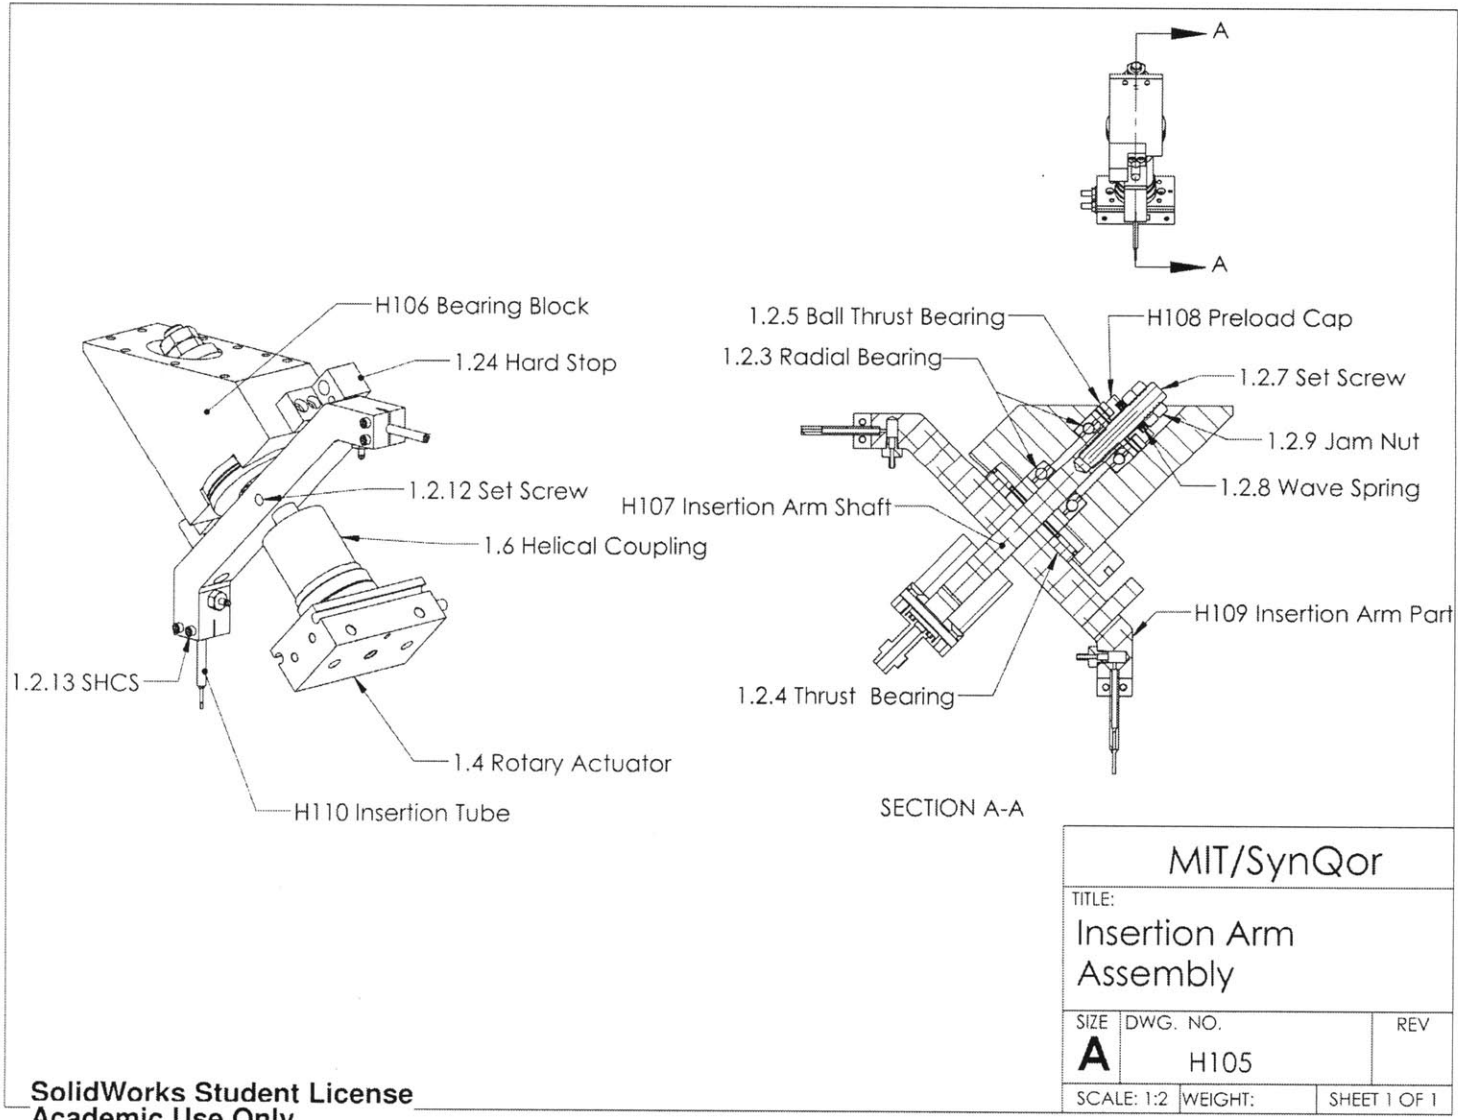 A
A
H106 Bearing Block
1.24 Hard Stop
1.2.12 Set Screw
1.6 Helical Coupling
1.2.13 SHCS
1.4 Rotary Actuator
H110 Insertion Tube
1.2.5 Ball Thrust Bearing
H108 Preload Cap
1.2.3 Radial Bearing
1.2.7 Set Screw
1.2.9 Jam Nut
1.2.8 Wave Spring
H107 Insertion Arm Shaft
H109 Insertion Arm Part
1.2.4 Thrust Bearing
SECTION A-A
MIT/SynQor
TITLE:
Insertion Arm
Assembly
SIZE DWG. NO. REV
A H105
SCALE: 1:2 WEIGHT: SHEET 1 OF 1
SolidWorks Student License
Academic Use Only